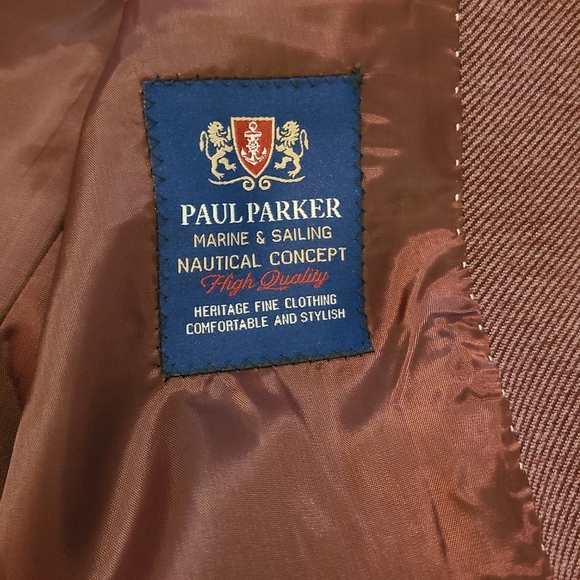 PAUL PARKER
MARINE & SAILING
NAUTICAL CONCEPT
High Quality
HERITAGE FINE CLOTHING
COMFORTABLE AND STYLISH